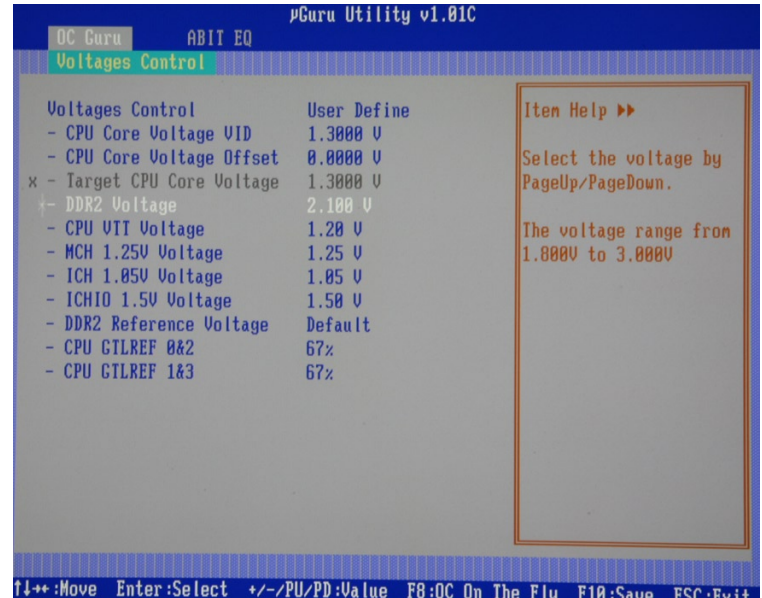 µGuru Utility v1.01C
OC Guru ABIT EQ
Voltages Control
Voltages Control User Define
- CPU Core Voltage VID 1.3000 V
- CPU Core Voltage Offset 0.0000 V
x - Target CPU Core Voltage 1.3000 V
- DDR2 Voltage 2.100 V
- CPU VTT Voltage 1.20 V
- MCH 1.25V Voltage 1.25 V
- ICH 1.05V Voltage 1.05 V
- ICHIO 1.5V Voltage 1.50 V
- DDR2 Reference Voltage Default
- CPU GTLREF 0&2 67%
- CPU GTLREF 1&3 67%
Item Help ▶▶
Select the voltage by
PageUp/PageDown.
The voltage range from
1.800V to 3.000V
↑↓→←:Move Enter:Select +/-/PU/PD:Value F8:OC On The Fly F10:Save ESC:Exit